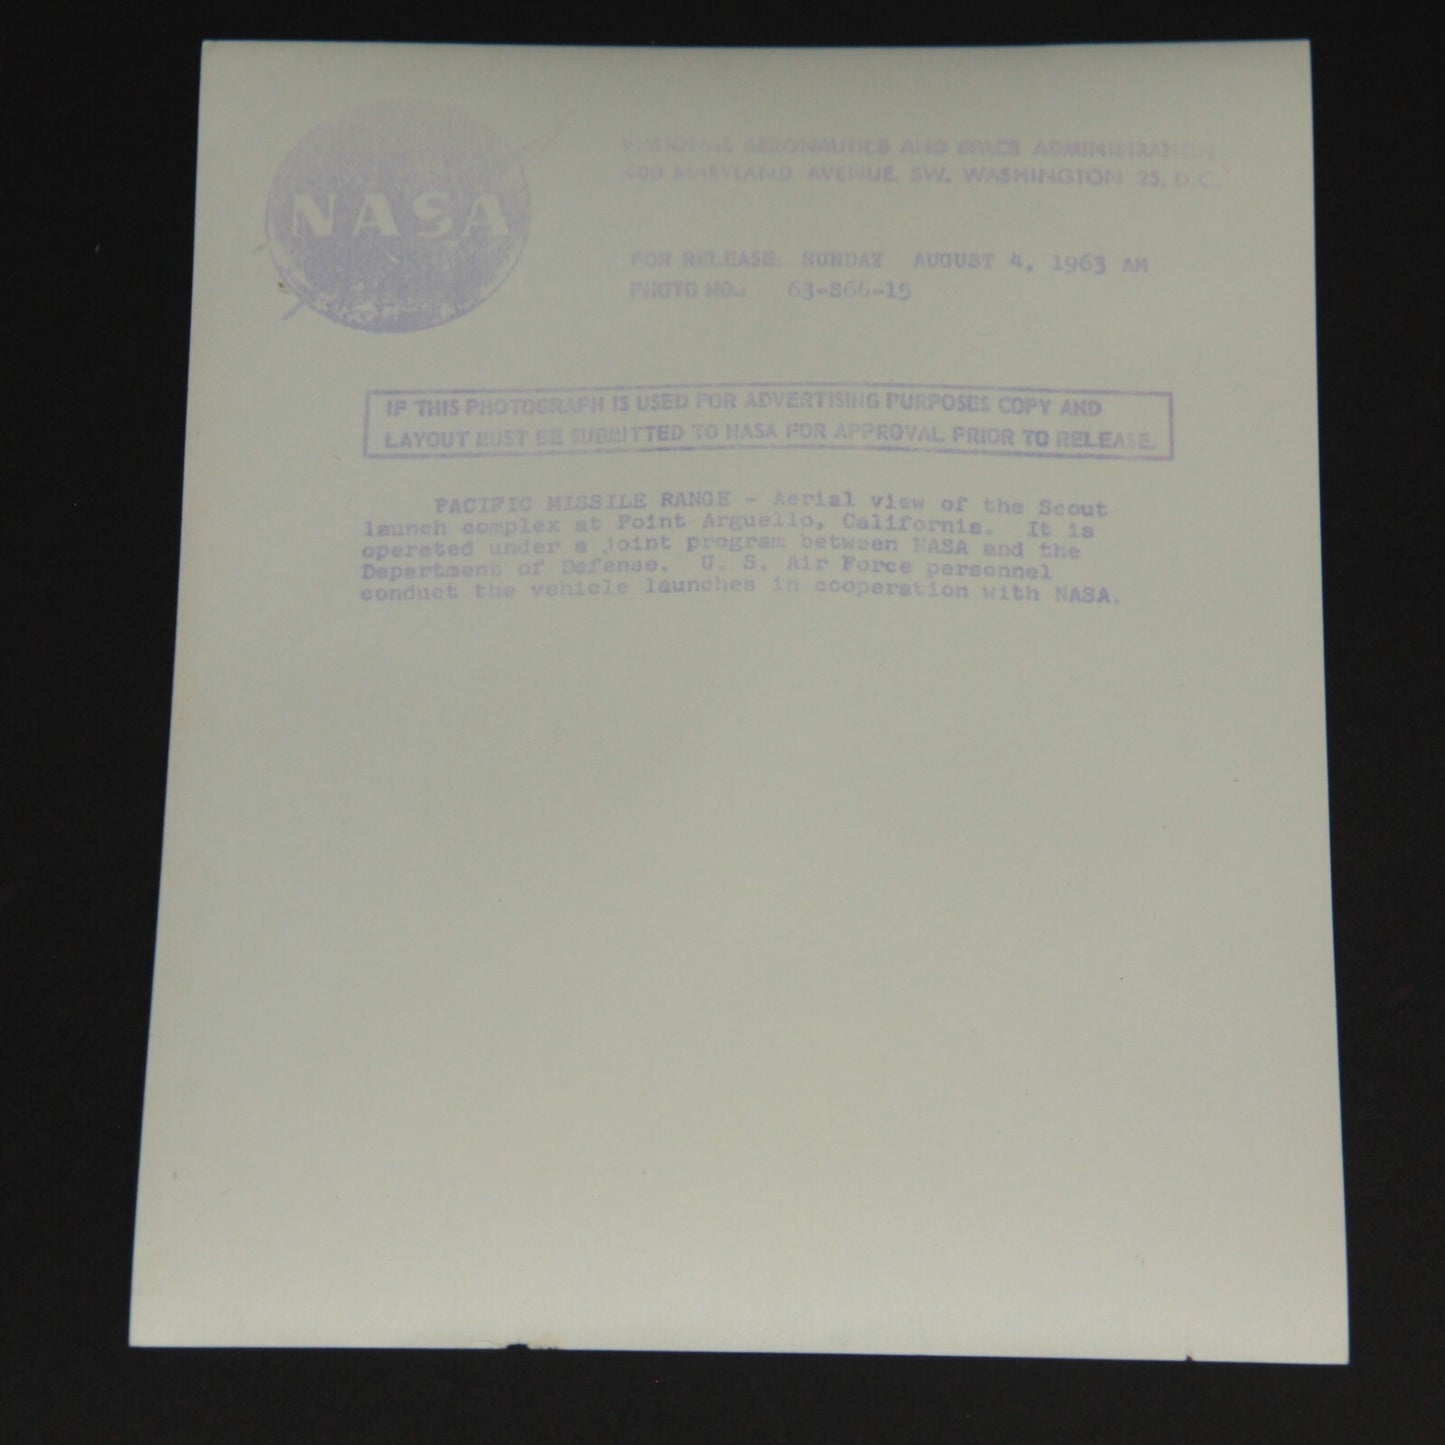 NASA
NATIONAL AERONAUTICS AND SPACE ADMINISTRATION
400 MARYLAND AVENUE, SW, WASHINGTON 25, D.C.
FOR RELEASE: SUNDAY AUGUST 4, 1963 AM
PHOTO NO.: 63-S66-15
IF THIS PHOTOGRAPH IS USED FOR ADVERTISING PURPOSES COPY AND
LAYOUT MUST BE SUBMITTED TO NASA FOR APPROVAL PRIOR TO RELEASE.
PACIFIC MISSILE RANGE - Aerial view of the Scout
launch complex at Point Arguello, California. It is
operated under a joint program between NASA and the
Department of Defense. U. S. Air Force personnel
conduct the vehicle launches in cooperation with NASA.